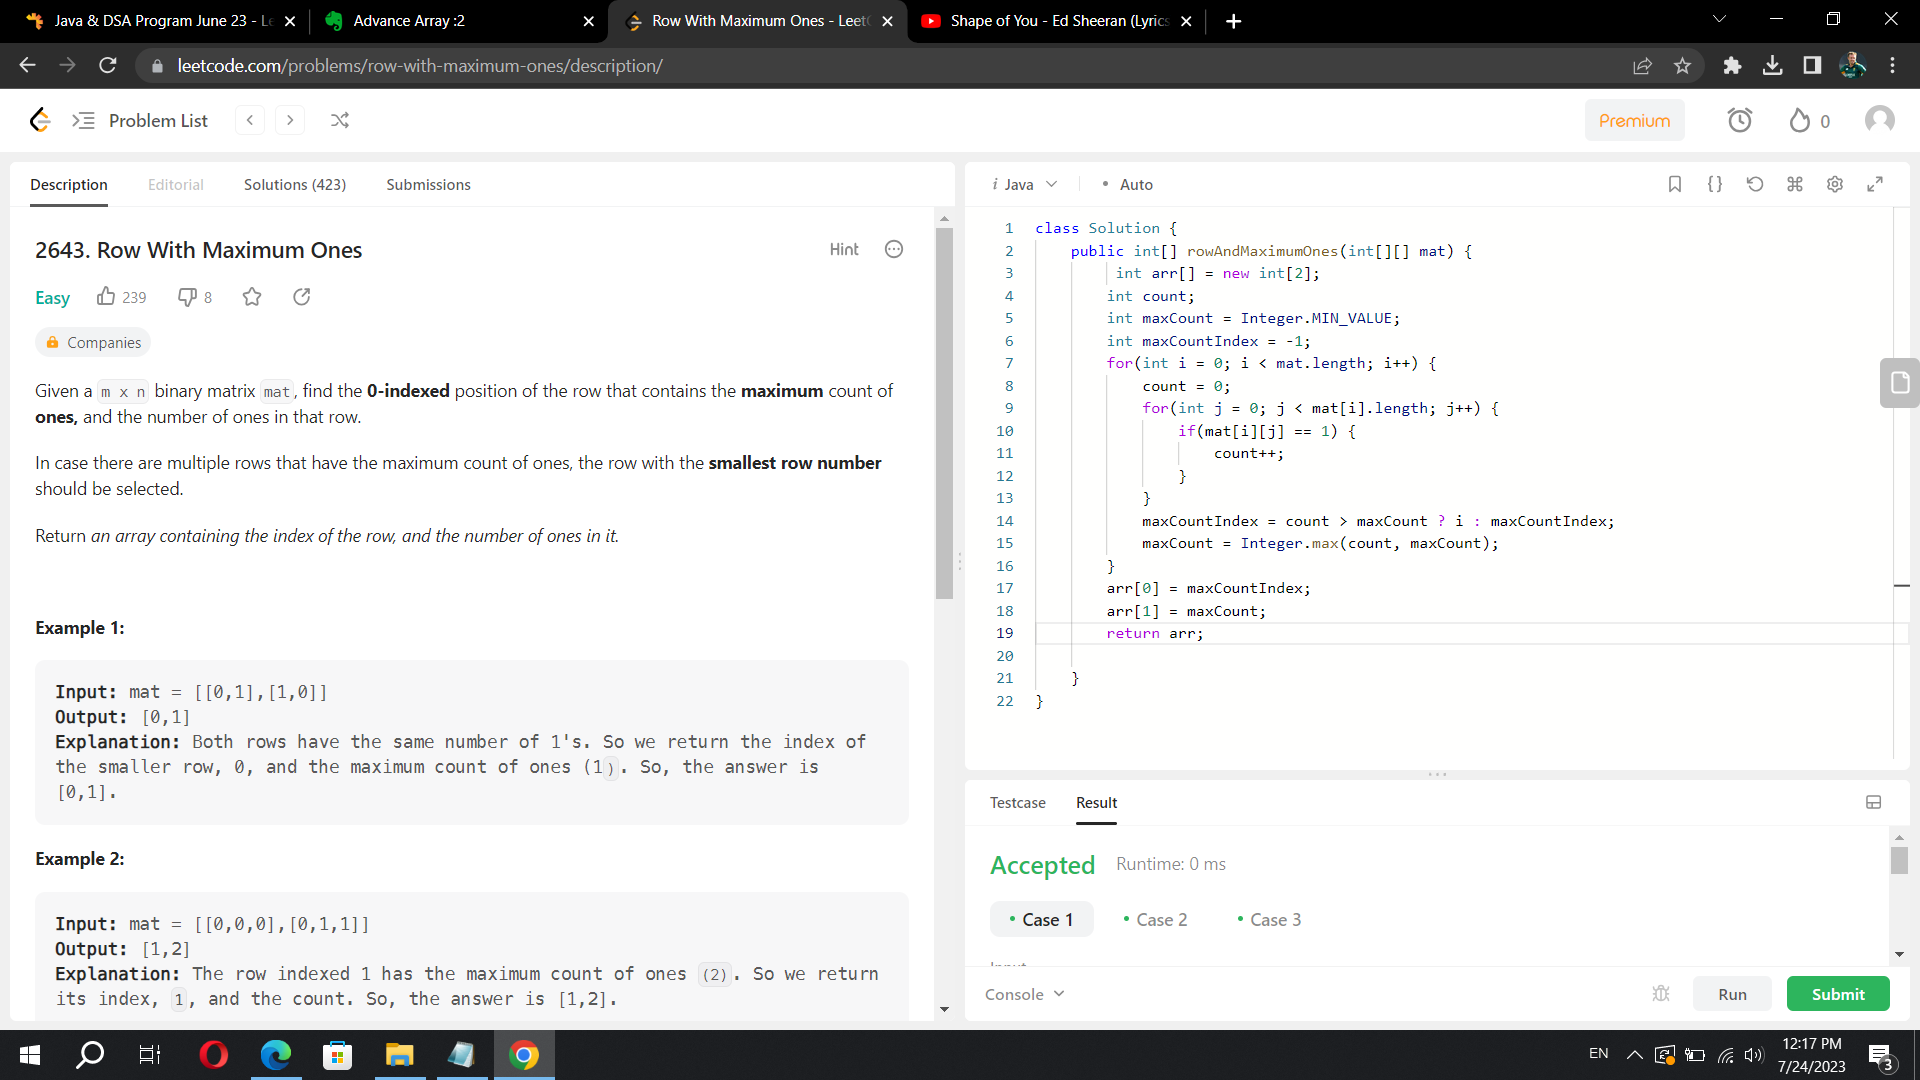 Java & DSA Program June 23 - Le
Advance Array :2
Row With Maximum Ones - LeetC
Shape of You - Ed Sheeran (Lyrics
leetcode.com/problems/row-with-maximum-ones/description/
Problem List
Premium
0
Description
Editorial
Solutions (423)
Submissions
2643. Row With Maximum Ones
Hint
Easy
239
8
Companies
Given a m x n binary matrix mat, find the 0-indexed position of the row that contains the maximum count of
ones, and the number of ones in that row.
In case there are multiple rows that have the maximum count of ones, the row with the smallest row number
should be selected.
Return an array containing the index of the row, and the number of ones in it.
Example 1:
Input: mat = [[0,1],[1,0]]
Output: [0,1]
Explanation: Both rows have the same number of 1's. So we return the index of
the smaller row, 0, and the maximum count of ones (1). So, the answer is
[0,1].
Example 2:
Input: mat = [[0,0,0],[0,1,1]]
Output: [1,2]
Explanation: The row indexed 1 has the maximum count of ones (2). So we return
its index, 1, and the count. So, the answer is [1,2].
i Java
• Auto
1 class Solution {
2 public int[] rowAndMaximumOnes(int[][] mat) {
3 int arr[] = new int[2];
4 int count;
5 int maxCount = Integer.MIN_VALUE;
6 int maxCountIndex = -1;
7 for(int i = 0; i < mat.length; i++) {
8 count = 0;
9 for(int j = 0; j < mat[i].length; j++) {
10 if(mat[i][j] == 1) {
11 count++;
12 }
13 }
14 maxCountIndex = count > maxCount ? i : maxCountIndex;
15 maxCount = Integer.max(count, maxCount);
16 }
17 arr[0] = maxCountIndex;
18 arr[1] = maxCount;
19 return arr;
20
21 }
22 }
Testcase
Result
Accepted
Runtime: 0 ms
• Case 1
• Case 2
• Case 3
Input
Console
Run
Submit
EN
12:17 PM
7/24/2023
3